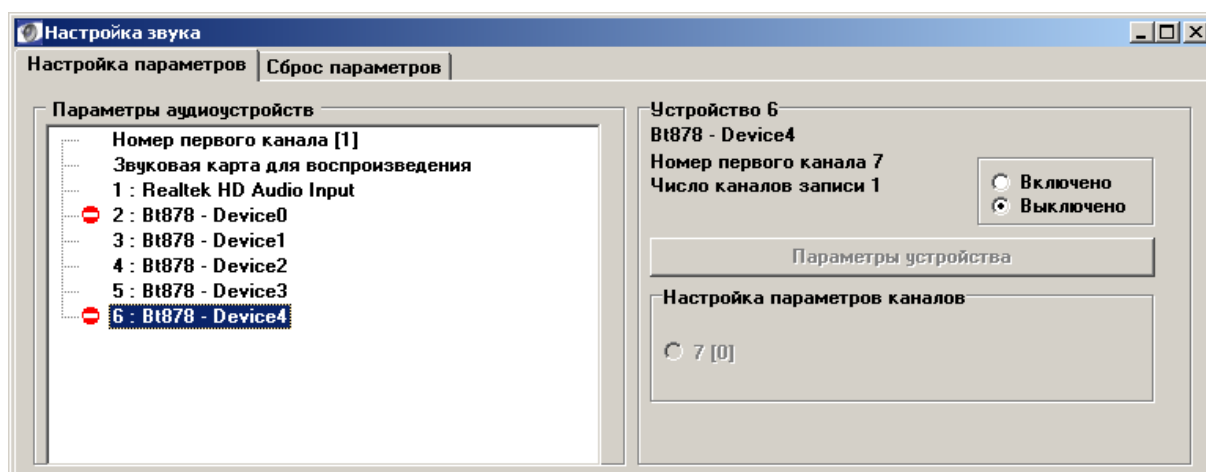 Настройка звука
Настройка параметров
Сброс параметров
Параметры аудиоустройств
Номер первого канала [1]
Звуковая карта для воспроизведения
1 : Realtek HD Audio Input
2 : Bt878 - Device0
3 : Bt878 - Device1
4 : Bt878 - Device2
5 : Bt878 - Device3
6 : Bt878 - Device4
Устройство 6
Bt878 - Device4
Номер первого канала 7
Число каналов записи 1
Включено
Выключено
Параметры устройства
Настройка параметров каналов
7 [0]